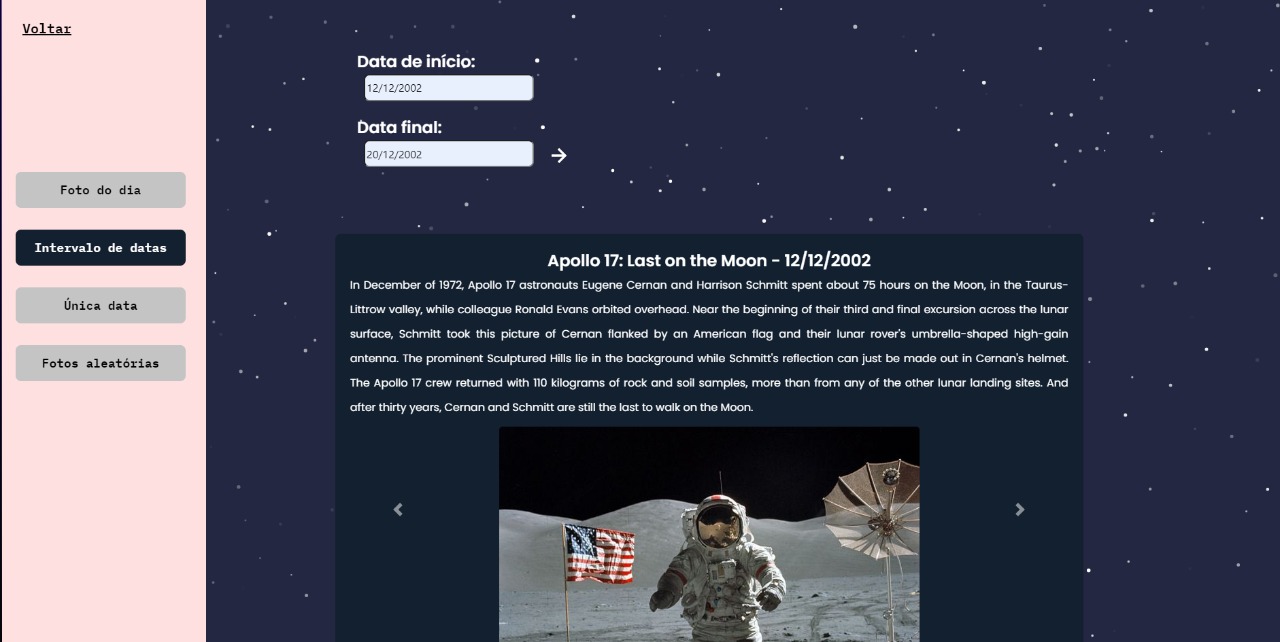 Voltar
Foto do dia
Intervalo de datas
Única data
Fotos aleatórias
Data de início:
12/12/2002
Data final:
20/12/2002
Apollo 17: Last on the Moon - 12/12/2002
In December of 1972, Apollo 17 astronauts Eugene Cernan and Harrison Schmitt spent about 75 hours on the Moon, in the Taurus-
Littrow valley, while colleague Ronald Evans orbited overhead. Near the beginning of their third and final excursion across the lunar
surface, Schmitt took this picture of Cernan flanked by an American flag and their lunar rover's umbrella-shaped high-gain
antenna. The prominent Sculptured Hills lie in the background while Schmitt's reflection can just be made out in Cernan's helmet.
The Apollo 17 crew returned with 110 kilograms of rock and soil samples, more than from any of the other lunar landing sites. And
after thirty years, Cernan and Schmitt are still the last to walk on the Moon.